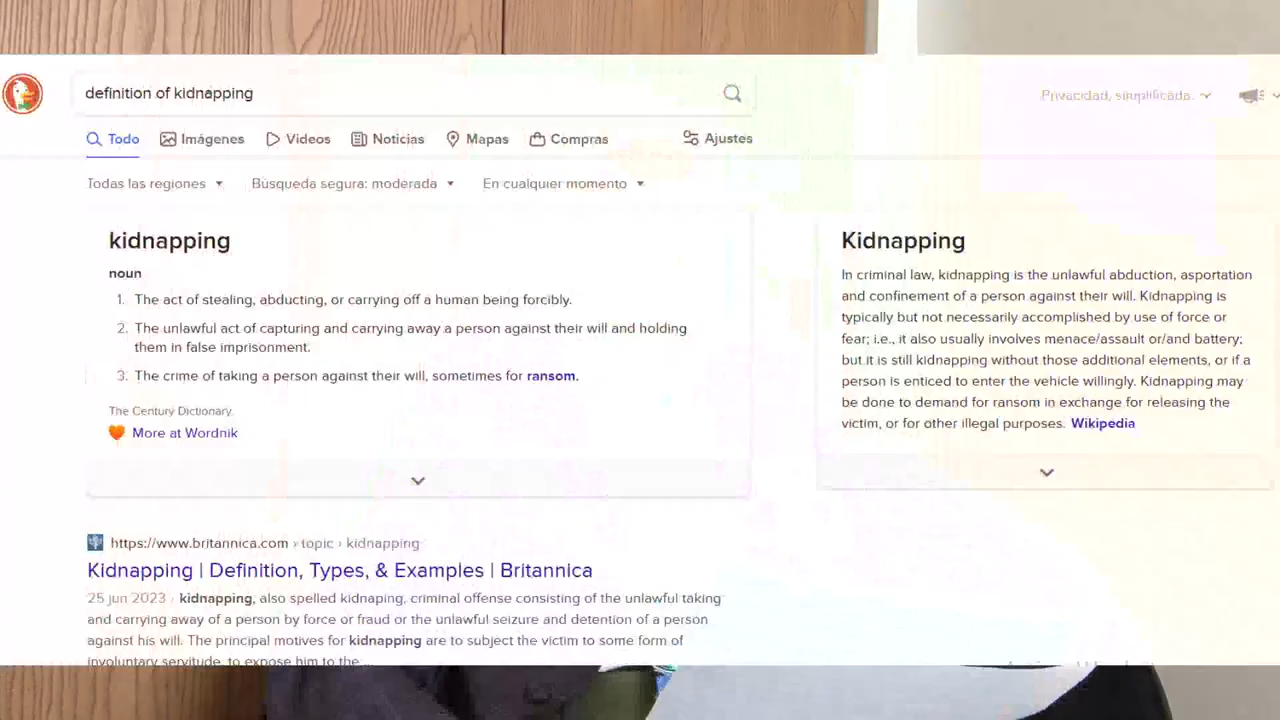 definition of kidnapping
Privacidad, simplificada.
Todo Imágenes Videos Noticias Mapas Compras Ajustes
Todas las regiones Búsqueda segura: moderada En cualquier momento
kidnapping
noun
1. The act of stealing, abducting, or carrying off a human being forcibly.
2. The unlawful act of capturing and carrying away a person against their will and holding
them in false imprisonment.
3. The crime of taking a person against their will, sometimes for ransom.
The Century Dictionary.
More at Wordnik
Kidnapping
In criminal law, kidnapping is the unlawful abduction, asportation
and confinement of a person against their will. Kidnapping is
typically but not necessarily accomplished by use of force or
fear; i.e., it also usually involves menace/assault or/and battery;
but it is still kidnapping without those additional elements, or if a
person is enticed to enter the vehicle willingly. Kidnapping may
be done to demand for ransom in exchange for releasing the
victim, or for other illegal purposes. Wikipedia
https://www.britannica.com › topic › kidnapping
Kidnapping | Definition, Types, & Examples | Britannica
25 jun 2023 · kidnapping, also spelled kidnaping, criminal offense consisting of the unlawful taking
and carrying away of a person by force or fraud or the unlawful seizure and detention of a person
against his will. The principal motives for kidnapping are to subject the victim to some form of
involuntary servitude, to expose him to the ...